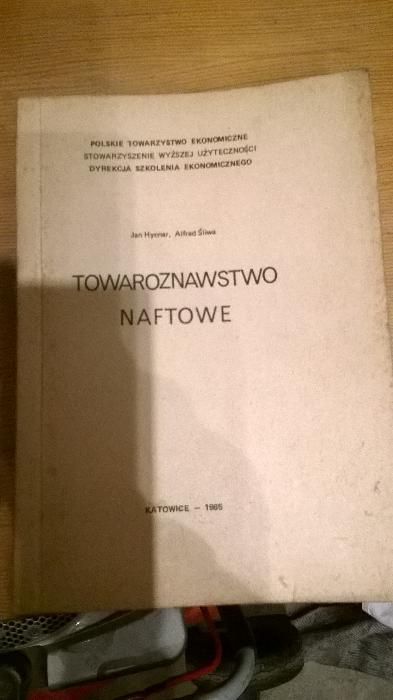 POLSKIE TOWARZYSTWO EKONOMICZNE
STOWARZYSZENIE WYŻSZEJ UŻYTECZNOŚCI
DYREKCJA SZKOLENIA EKONOMICZNEGO
Jan Hycnar, Alfred Śliwa
TOWAROZNAWSTWO
NAFTOWE
KATOWICE — 1985